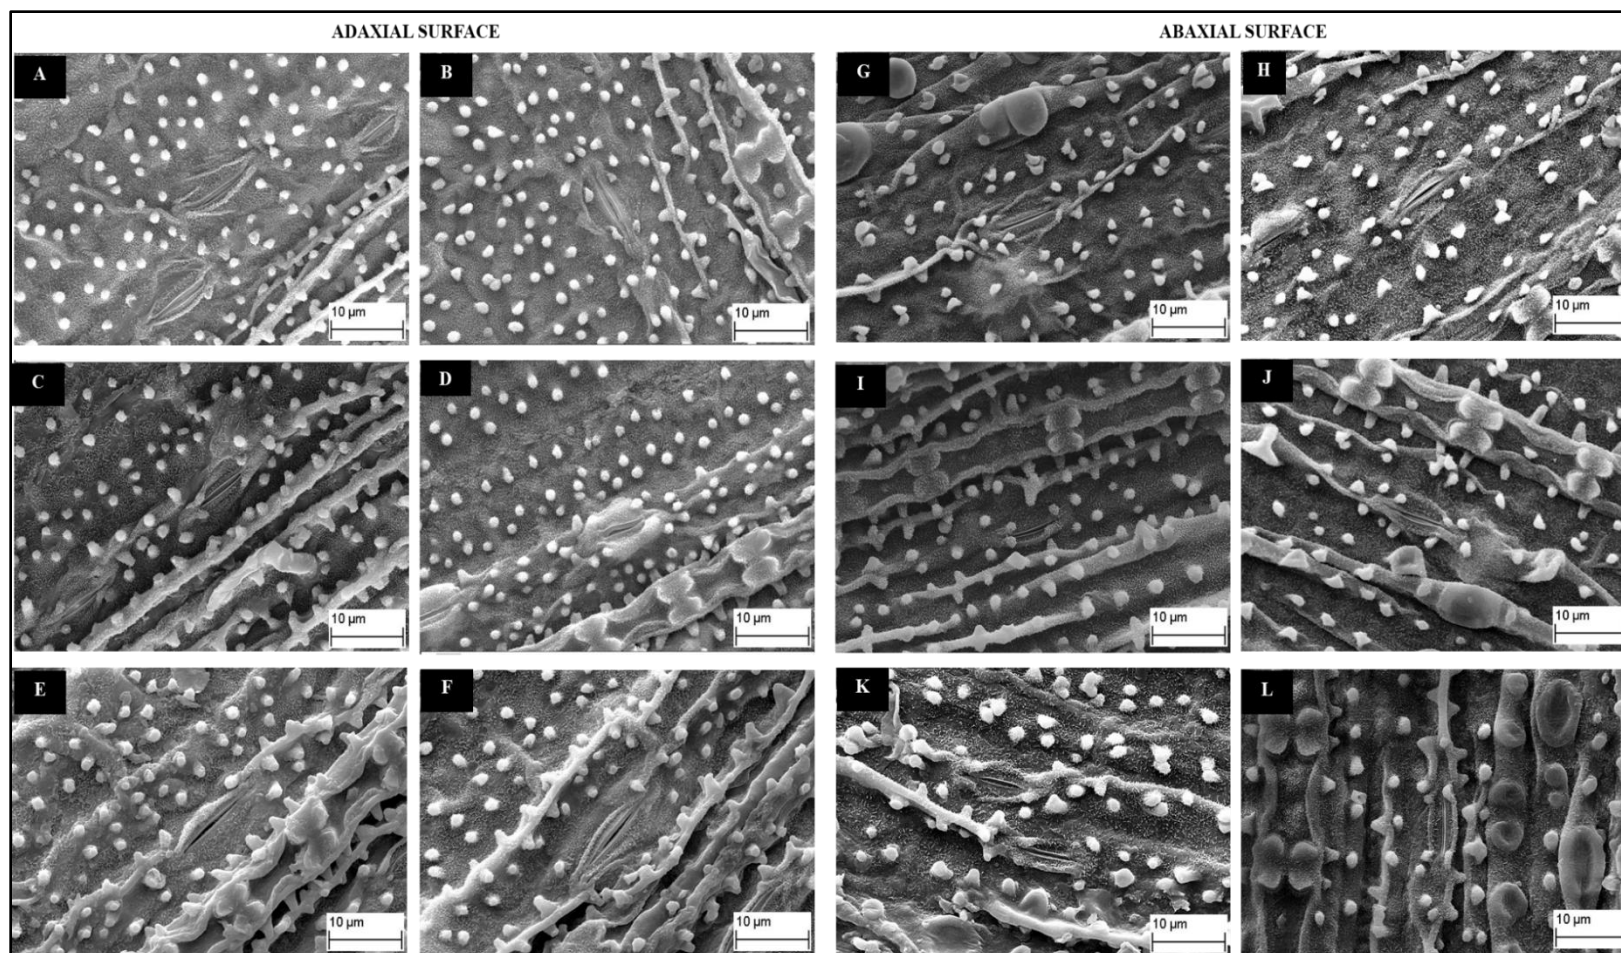 ADAXIAL SURFACE
ABAXIAL SURFACE
A
B
G
H
10 µm
10 µm
10 µm
10 µm
C
D
I
J
10 µm
10 µm
10 µm
10 µm
E
F
K
L
10 µm
10 µm
10 µm
10 µm